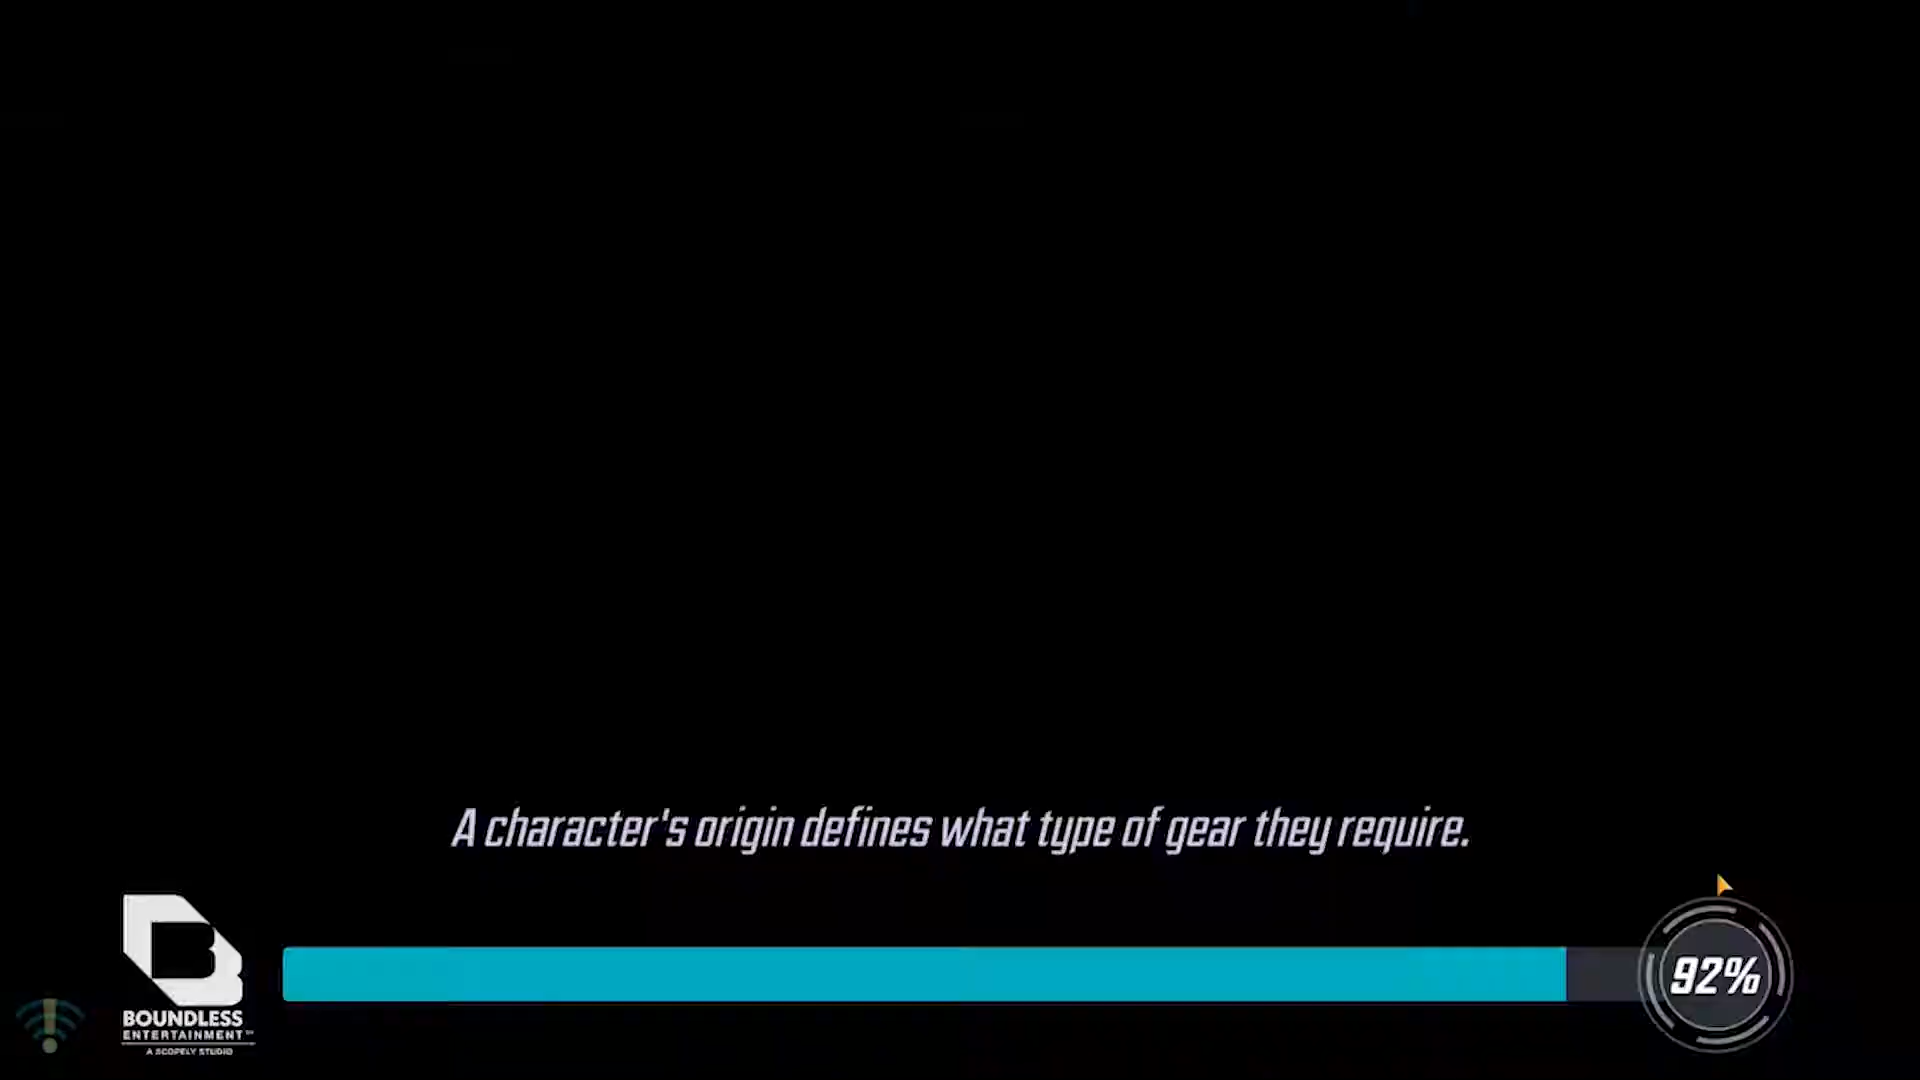 A character's origin defines what type of gear they require.
92%
BOUNDLESS
ENTERTAINMENT™
A SCOPELY STUDIO